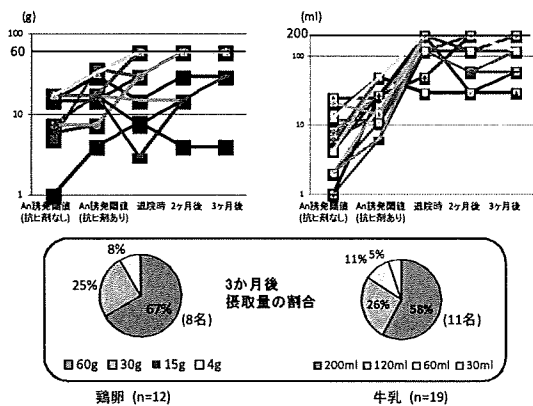 (g)
100
60
10
1
An誘発閾値
(抗ヒ剤なし)
An誘発閾値
(抗ヒ剤あり)
退院時
2ヶ月後
3ヶ月後
(ml)
200
100
10
1
An誘発閾値
(抗ヒ剤なし)
An誘発閾値
(抗ヒ剤あり)
退院時
2ヶ月後
3ヶ月後
8%
25%
67%
(8名)
60g 30g 15g 4g
3か月後
摂取量の割合
11% 5%
26%
58%
(11名)
200ml 120ml 60ml 30ml
鶏卵 (n=12)
牛乳 (n=19)